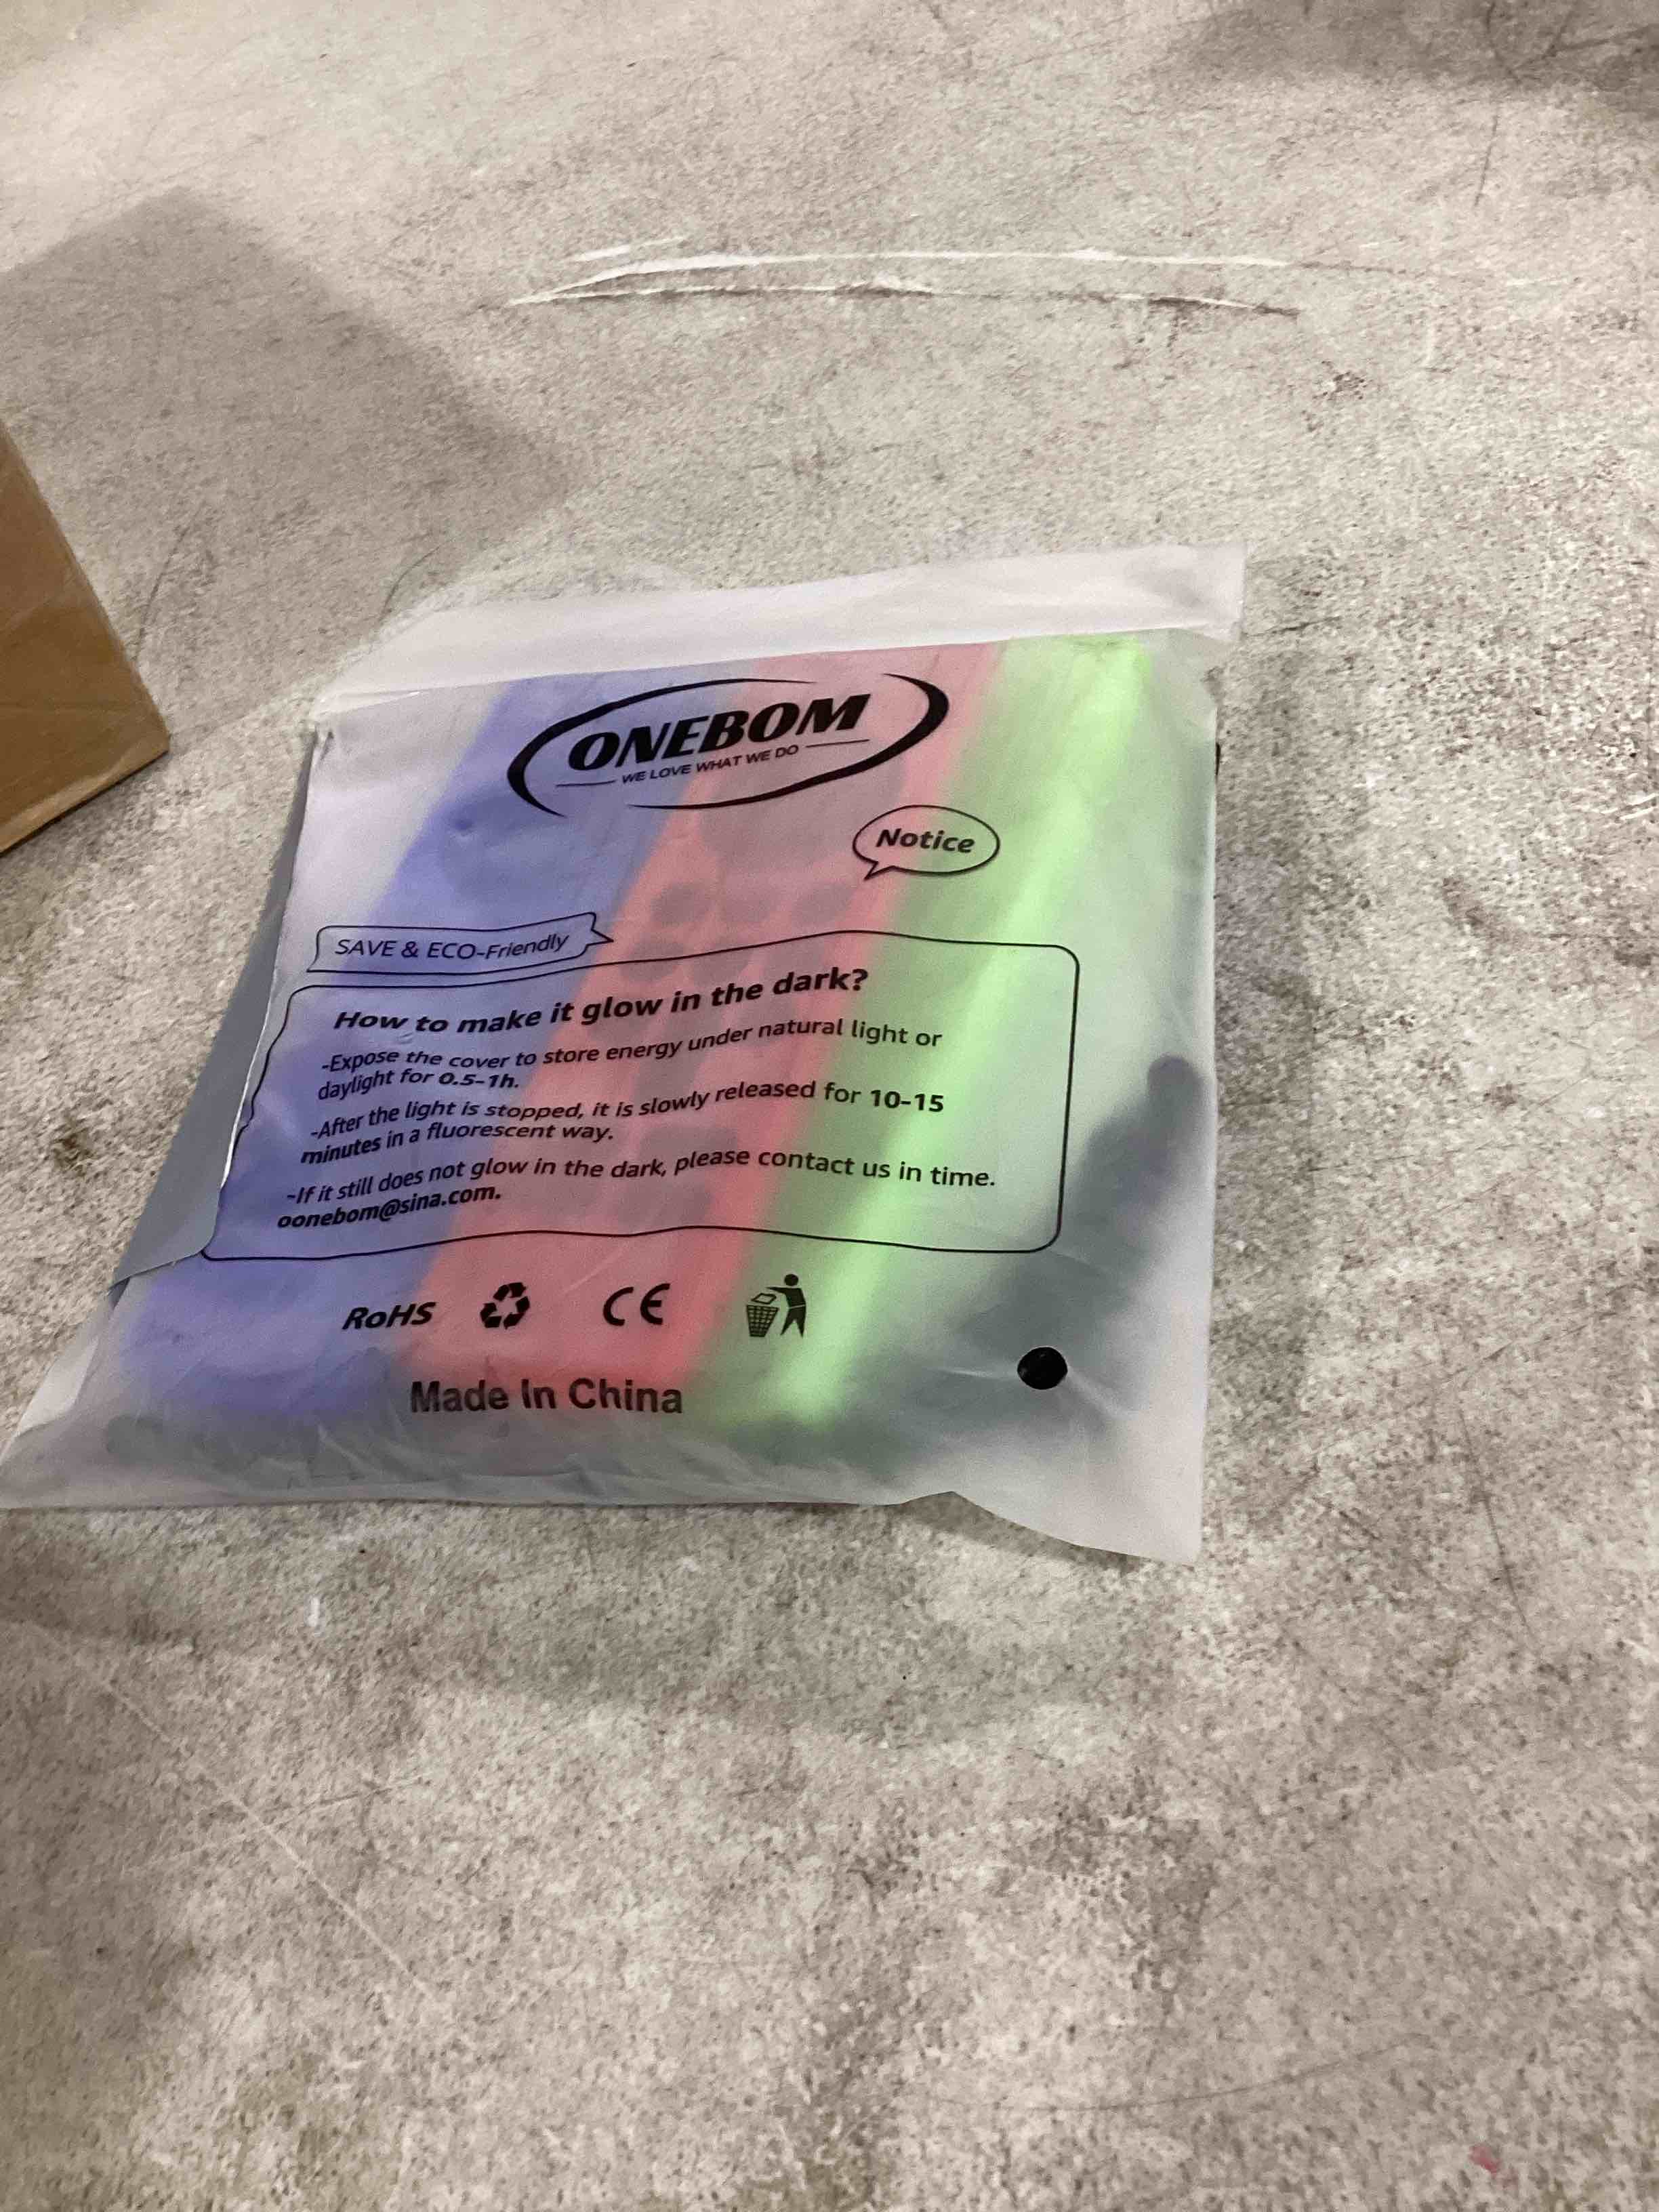 ONEBOM
WE LOVE WHAT WE DO
Notice
SAVE & ECO-Friendly
How to make it glow in the dark?
-Expose the cover to store energy under natural light or
daylight for 0.5-1h.
-After the light is stopped, it is slowly released for 10-15
minutes in a fluorescent way.
-If it still does not glow in the dark, please contact us in time.
oonebom@sina.com.
RoHS CE
Made In China